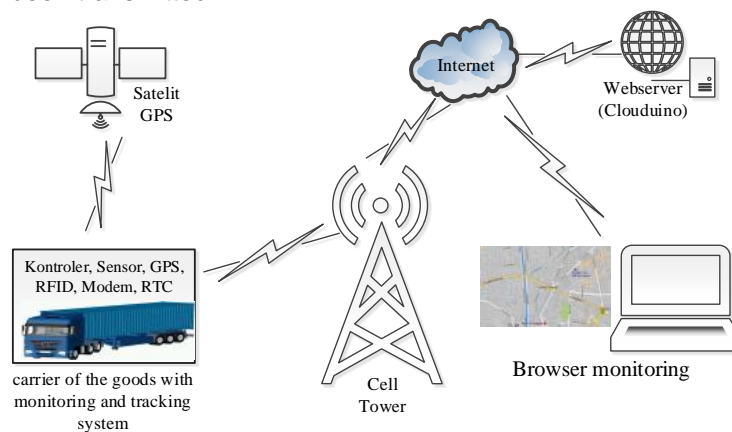 Satelit
GPS
Internet
Webserver
(Clouduino)
Kontroler, Sensor, GPS,
RFID, Modem, RTC
carrier of the goods with
monitoring and tracking
system
Cell
Tower
Browser monitoring